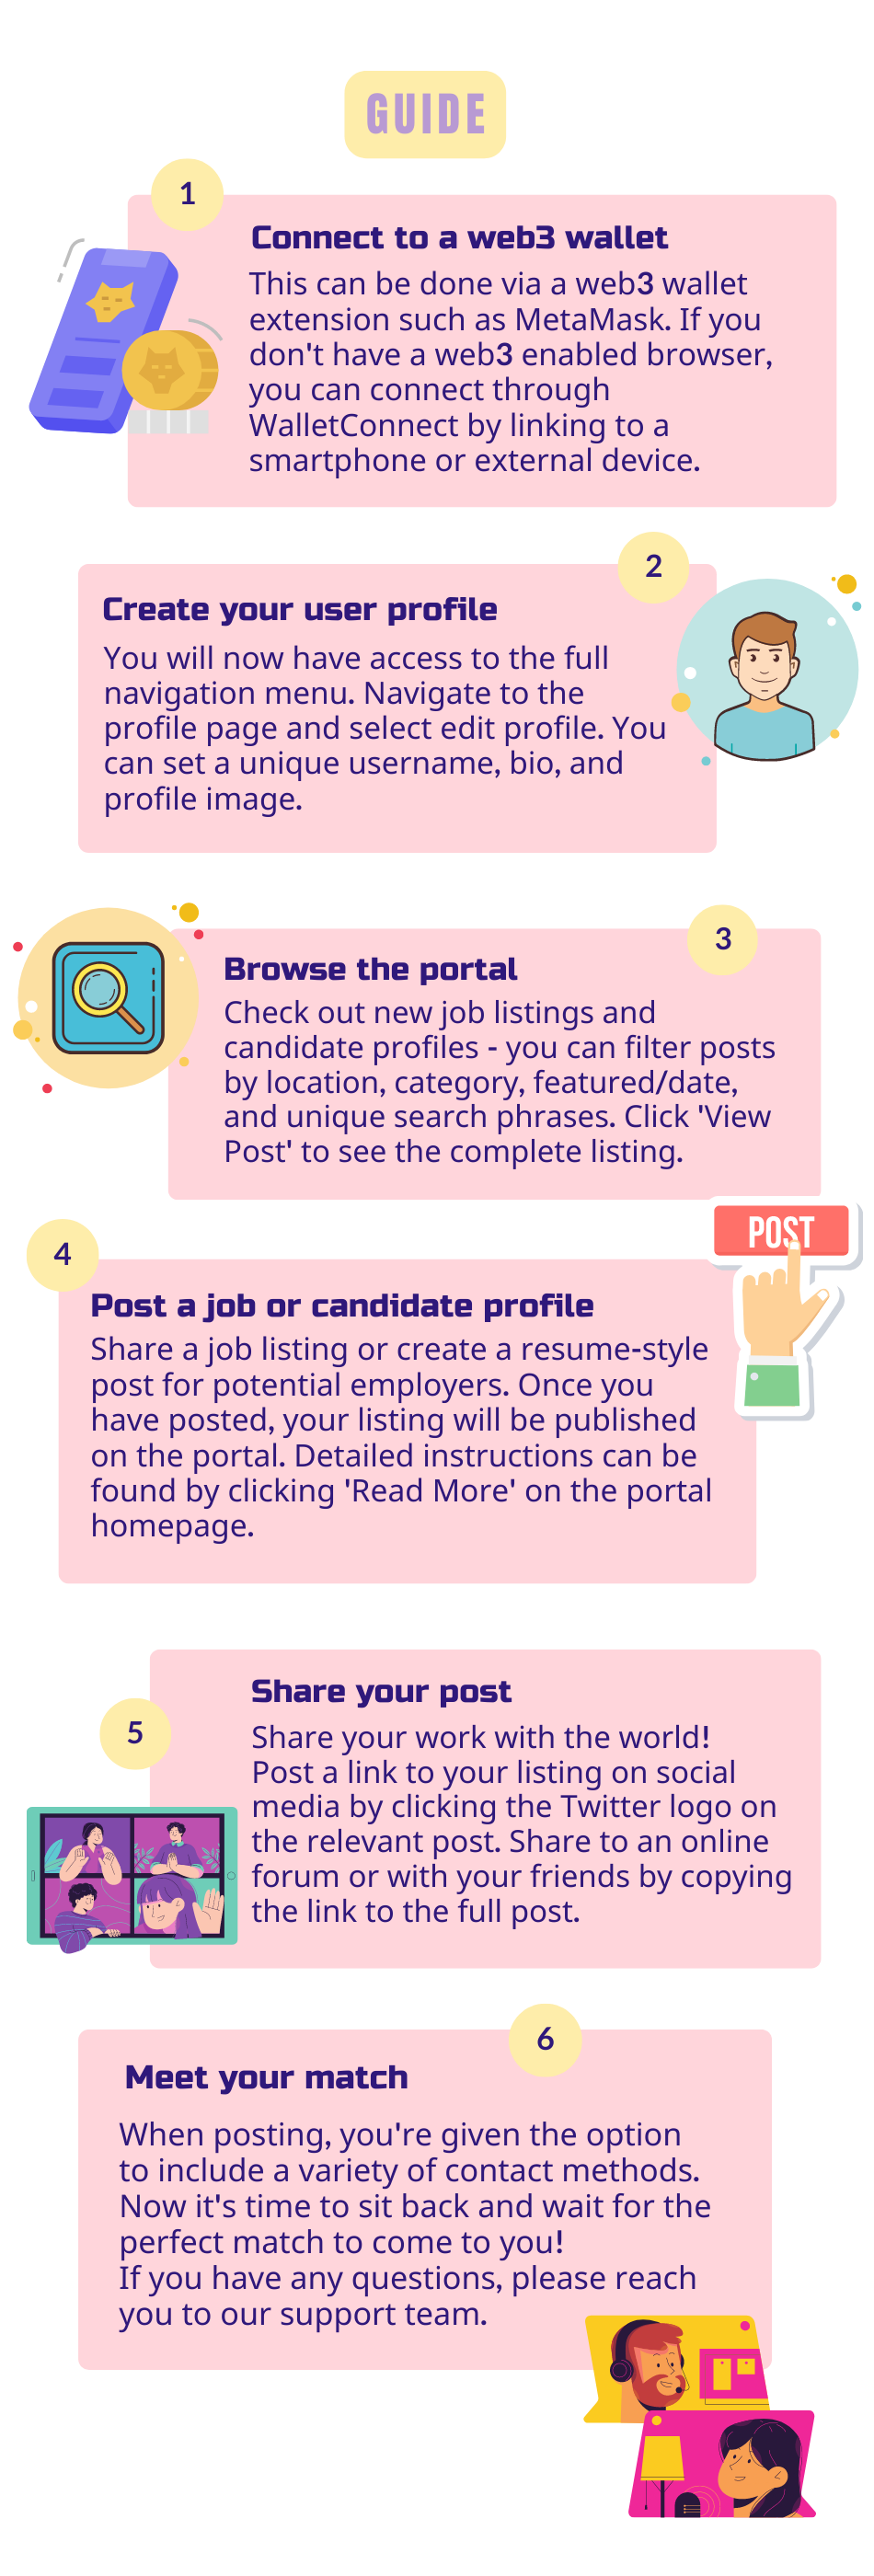 GUIDE
1
Connect to a web3 wallet
This can be done via a web3 wallet
extension such as MetaMask. If you
don't have a web3 enabled browser,
you can connect through
WalletConnect by linking to a
smartphone or external device.
2
Create your user profile
You will now have access to the full
navigation menu. Navigate to the
profile page and select edit profile. You
can set a unique username, bio, and
profile image.
3
Browse the portal
Check out new job listings and
candidate profiles - you can filter posts
by location, category, featured/date,
and unique search phrases. Click 'View
Post' to see the complete listing.
POST
4
Post a job or candidate profile
Share a job listing or create a resume-style
post for potential employers. Once you
have posted, your listing will be published
on the portal. Detailed instructions can be
found by clicking 'Read More' on the portal
homepage.
5
Share your post
Share your work with the world!
Post a link to your listing on social
media by clicking the Twitter logo on
the relevant post. Share to an online
forum or with your friends by copying
the link to the full post.
6
Meet your match
When posting, you're given the option
to include a variety of contact methods.
Now it's time to sit back and wait for the
perfect match to come to you!
If you have any questions, please reach
you to our support team.